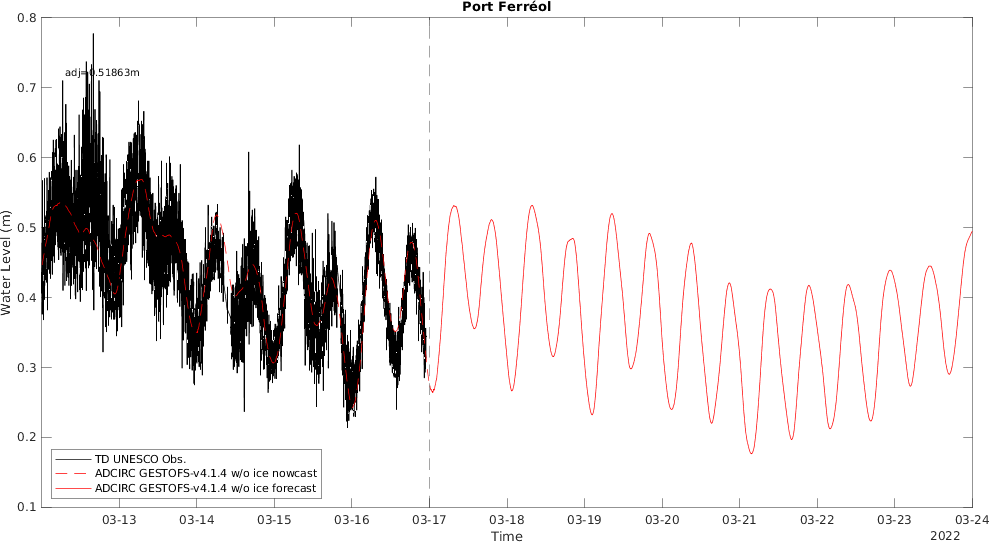 Port Ferréol
0.8
0.7
0.6
0.5
0.4
0.3
0.2
0.1
Water Level (m)
adj=0.51863m
TD UNESCO Obs.
ADCIRC GESTOFS-v4.1.4 w/o ice nowcast
ADCIRC GESTOFS-v4.1.4 w/o ice forecast
03-13 03-14 03-15 03-16 03-17 03-18 03-19 03-20 03-21 03-22 03-23 03-24
Time
2022